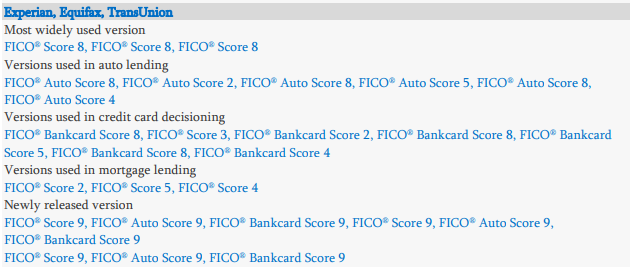 Experian, Equifax, TransUnion
Most widely used version
FICO® Score 8, FICO® Score 8, FICO® Score 8
Versions used in auto lending
FICO® Auto Score 8, FICO® Auto Score 2, FICO® Auto Score 8, FICO® Auto Score 5, FICO® Auto Score 8,
FICO® Auto Score 4
Versions used in credit card decisioning
FICO® Bankcard Score 8, FICO® Score 3, FICO® Bankcard Score 2, FICO® Bankcard Score 8, FICO® Bankcard
Score 5, FICO® Bankcard Score 8, FICO® Bankcard Score 4
Versions used in mortgage lending
FICO® Score 2, FICO® Score 5, FICO® Score 4
Newly released version
FICO® Score 9, FICO® Auto Score 9, FICO® Bankcard Score 9, FICO® Score 9, FICO® Auto Score 9,
FICO® Bankcard Score 9
FICO® Score 9, FICO® Auto Score 9, FICO® Bankcard Score 9